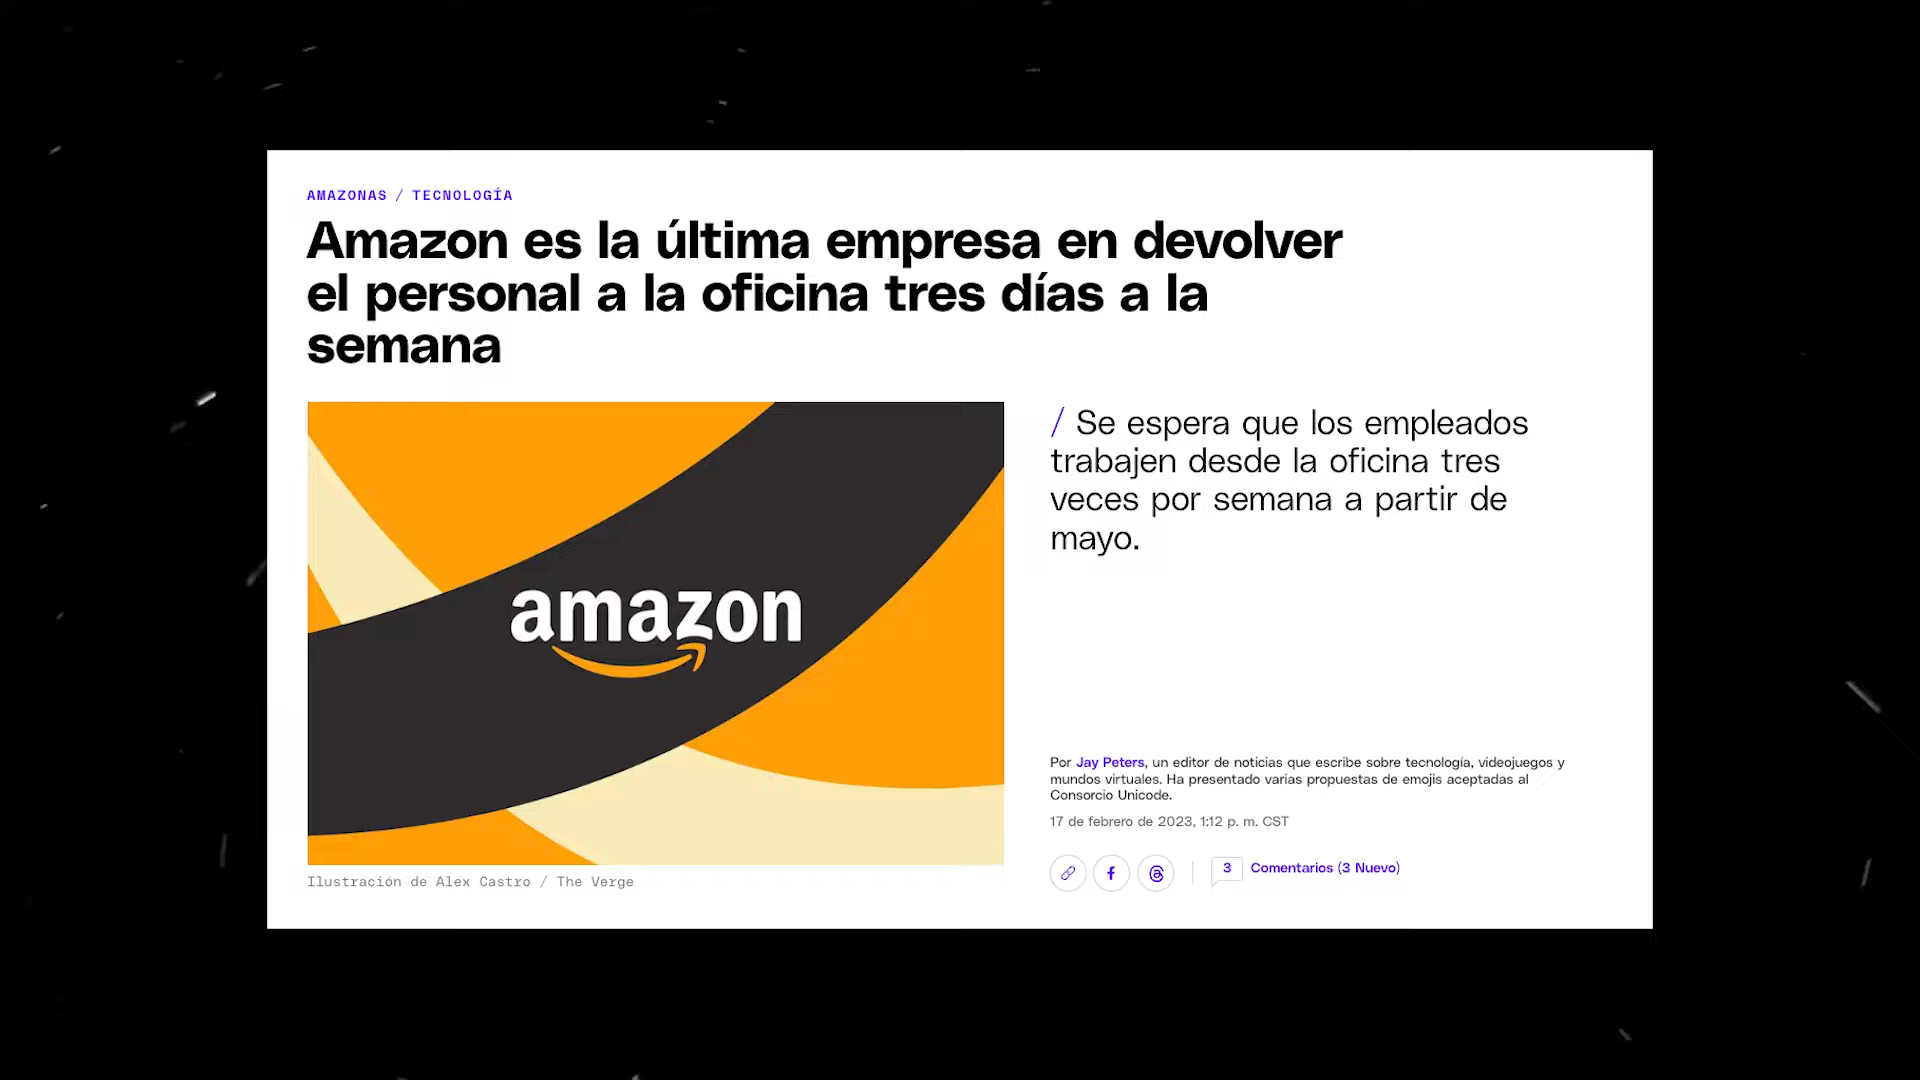 AMAZONAS / TECNOLOGÍA
Amazon es la última empresa en devolver
el personal a la oficina tres días a la
semana
/ Se espera que los empleados
trabajen desde la oficina tres
veces por semana a partir de
mayo.
amazon
Por Jay Peters, un editor de noticias que escribe sobre tecnología, videojuegos y
mundos virtuales. Ha presentado varias propuestas de emojis aceptadas al
Consorcio Unicode.
17 de febrero de 2023, 1:12 p. m. CST
3 Comentarios (3 Nuevo)
Ilustración de Alex Castro / The Verge